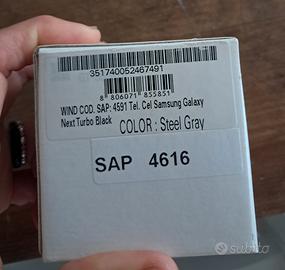 351740052467491
8 806071 855851
WIND COD. SAP: 4591 Tel. Cel Samsung Galaxy
Next Turbo Black
COLOR : Steel Gray
SAP 4616
subito